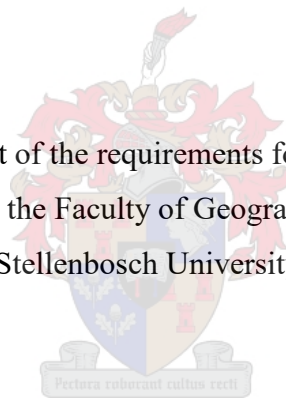 t of the requirements fo
the Faculty of Geogra
Stellenbosch Universit
Pectora roborant cultus recti